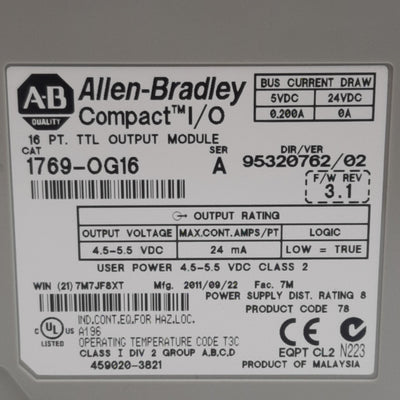 A-B
QUALITY
Allen-Bradley
Compact™ I/O
BUS CURRENT DRAW
5VDC 24VDC
0.200A 0A
16 PT. TTL OUTPUT MODULE
CAT SER DIR/VER
1769-OG16 A 95320762/02
F/W REV
3.1
OUTPUT RATING
OUTPUT VOLTAGE MAX.CONT.AMPS/PT LOGIC
4.5-5.5 VDC 24 mA LOW = TRUE
USER POWER 4.5-5.5 VDC CLASS 2
WIN (21) 7M7JF8XT Mfg. 2011/09/22 Fac. 7M
POWER SUPPLY DIST. RATING 8
PRODUCT CODE 78
c UL US
LISTED
IND.CONT.EQ.FOR HAZ.LOC.
A196
OPERATING TEMPERATURE CODE T3C
CLASS I DIV 2 GROUP A,B,C,D
459020-3821
CE
EQPT CL2 N223
PRODUCT OF MALAYSIA